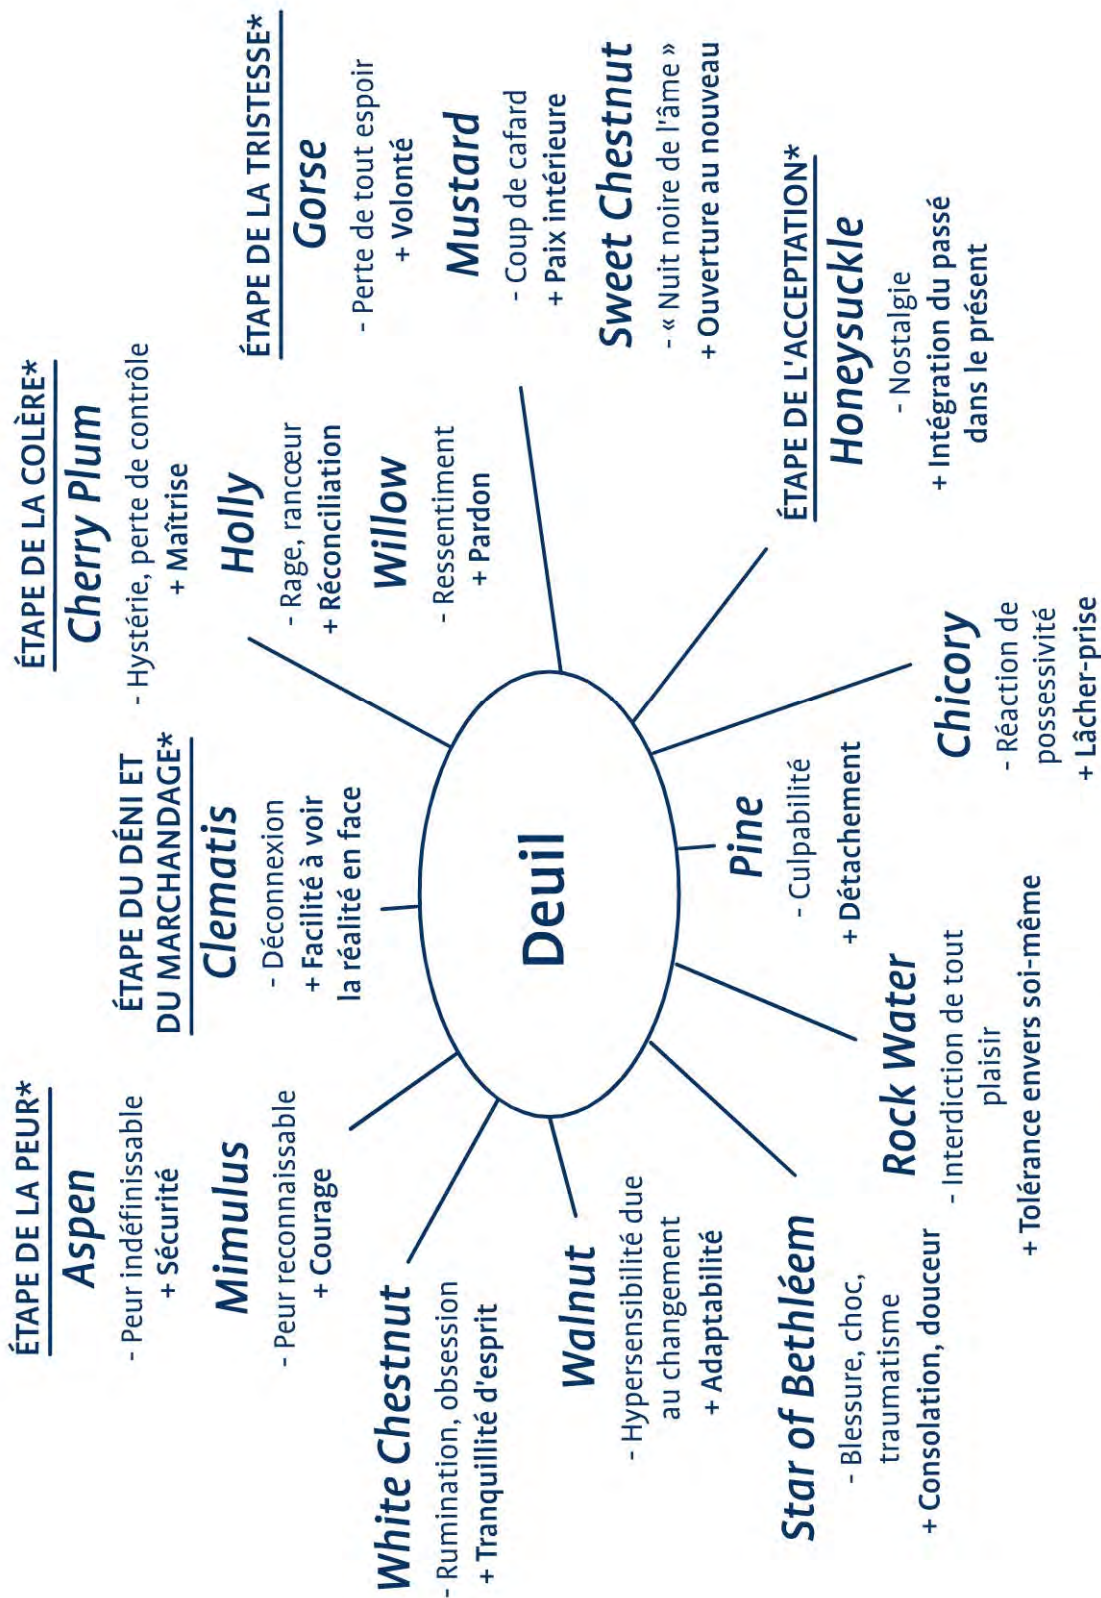 ÉTAPE DE LA PEUR*
Aspen
- Peur indéfinissable
+ Sécurité
Mimulus
- Peur reconnaissable
+ Courage
White Chestnut
- Rumination, obsession
+ Tranquillité d'esprit
Walnut
- Hypersensibilité due
au changement
+ Adaptabilité
Star of Bethléem
- Blessure, choc,
traumatisme
+ Consolation, douceur
ÉTAPE DU DÉNI ET
DU MARCHANDAGE*
Clematis
- Déconnexion
+ Facilité à voir
la réalité en face
Deuil
Rock Water
- Interdiction de tout
plaisir
+ Tolérance envers soi-même
Pine
- Culpabilité
+ Détachement
ÉTAPE DE LA COLÈRE*
Cherry Plum
- Hystérie, perte de contrôle
+ Maîtrise
Holly
- Rage, rancœur
+ Réconciliation
Willow
- Ressentiment
+ Pardon
Chicory
- Réaction de
possessivité
+ Lâcher-prise
ÉTAPE DE LA TRISTESSE*
Gorse
- Perte de tout espoir
+ Volonté
Mustard
- Coup de cafard
+ Paix intérieure
Sweet Chestnut
- « Nuit noire de l'âme »
+ Ouverture au nouveau
ÉTAPE DE L'ACCEPTATION*
Honeysuckle
- Nostalgie
+ Intégration du passé
dans le présent